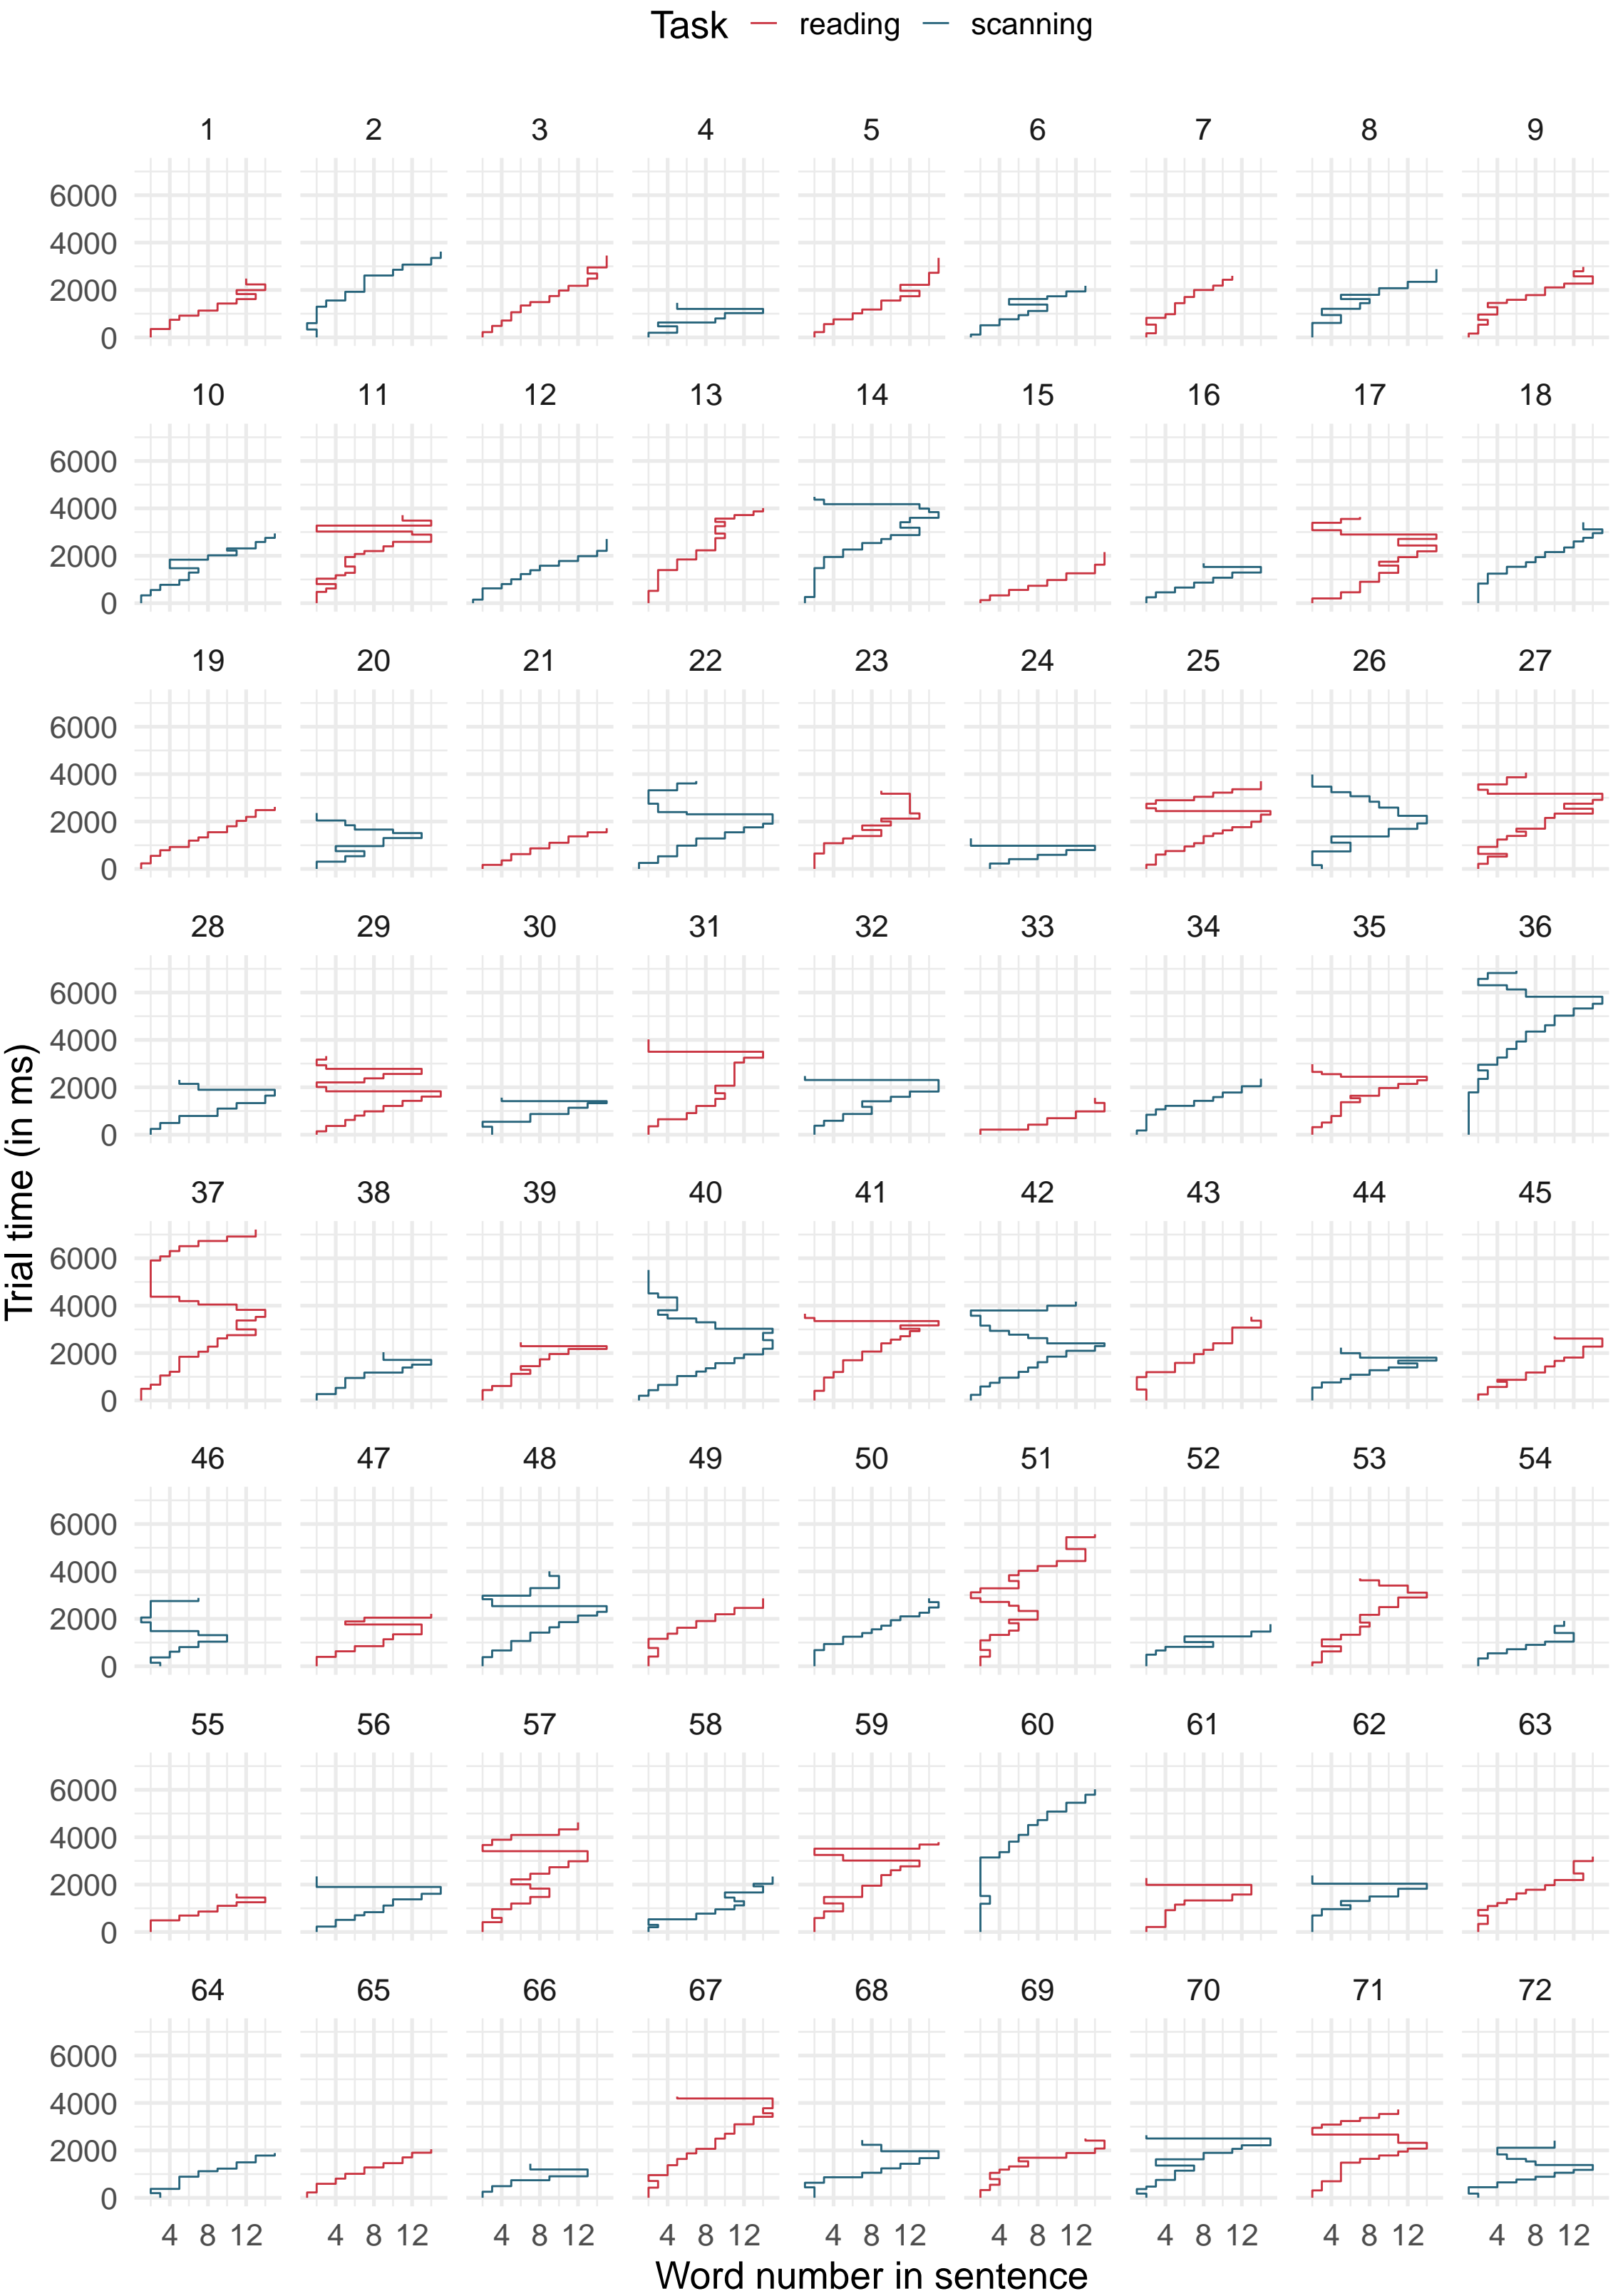 Task reading scanning
1 2 3 4 5 6 7 8 9
6000
4000
2000
0
10 11 12 13 14 15 16 17 18
6000
4000
2000
0
19 20 21 22 23 24 25 26 27
6000
4000
2000
0
28 29 30 31 32 33 34 35 36
6000
4000
2000
0
Trial time (in ms)
37 38 39 40 41 42 43 44 45
6000
4000
2000
0
46 47 48 49 50 51 52 53 54
6000
4000
2000
0
55 56 57 58 59 60 61 62 63
6000
4000
2000
0
64 65 66 67 68 69 70 71 72
6000
4000
2000
0
4 8 12 4 8 12 4 8 12 4 8 12 4 8 12 4 8 12 4 8 12 4 8 12 4 8 12
Word number in sentence